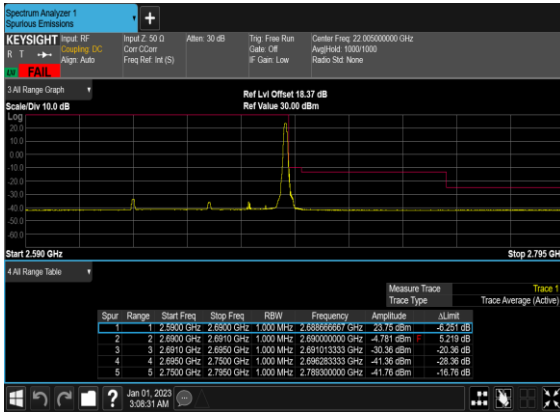 Spectrum Analyzer 1
Spurious Emissions
KEYSIGHT Input: RF Input Z: 50 Ω Atten: 30 dB Trig: Free Run Center Freq: 22.005000000 GHz
R T Coupling: DC Corr CCorr Gate: Off Avg|Hold: 1000/1000
Align: Auto Freq Ref: Int (S) IF Gain: Low Radio Std: None
FAIL
3 All Range Graph
Ref Lvl Offset 18.37 dB
Scale/Div 10.0 dB Ref Value 30.00 dBm
Log
20.0
10.0
0.00
-10.0
-20.0
-30.0
-40.0
-50.0
-60.0
Start 2.590 GHz Stop 2.795 GH
4 All Range Table
Measure Trace Trace 1
Trace Type Trace Average (Active)
Spur Range Start Freq Stop Freq RBW Frequency Amplitude ΔLimit
1 1 2.5900 GHz 2.6900 GHz 1.000 MHz 2.688666667 GHz 23.75 dBm -6.251 dB
2 2 2.6900 GHz 2.6910 GHz 1.000 MHz 2.690000000 GHz -4.781 dBm F 5.219 dB
3 3 2.6910 GHz 2.6950 GHz 1.000 MHz 2.691013333 GHz -30.36 dBm -20.36 dB
4 4 2.6950 GHz 2.7500 GHz 1.000 MHz 2.696283333 GHz -41.36 dBm -28.36 dB
5 5 2.7500 GHz 2.7950 GHz 1.000 MHz 2.789300000 GHz -41.76 dBm -16.76 dB
Jan 01, 2023
3:08:31 AM